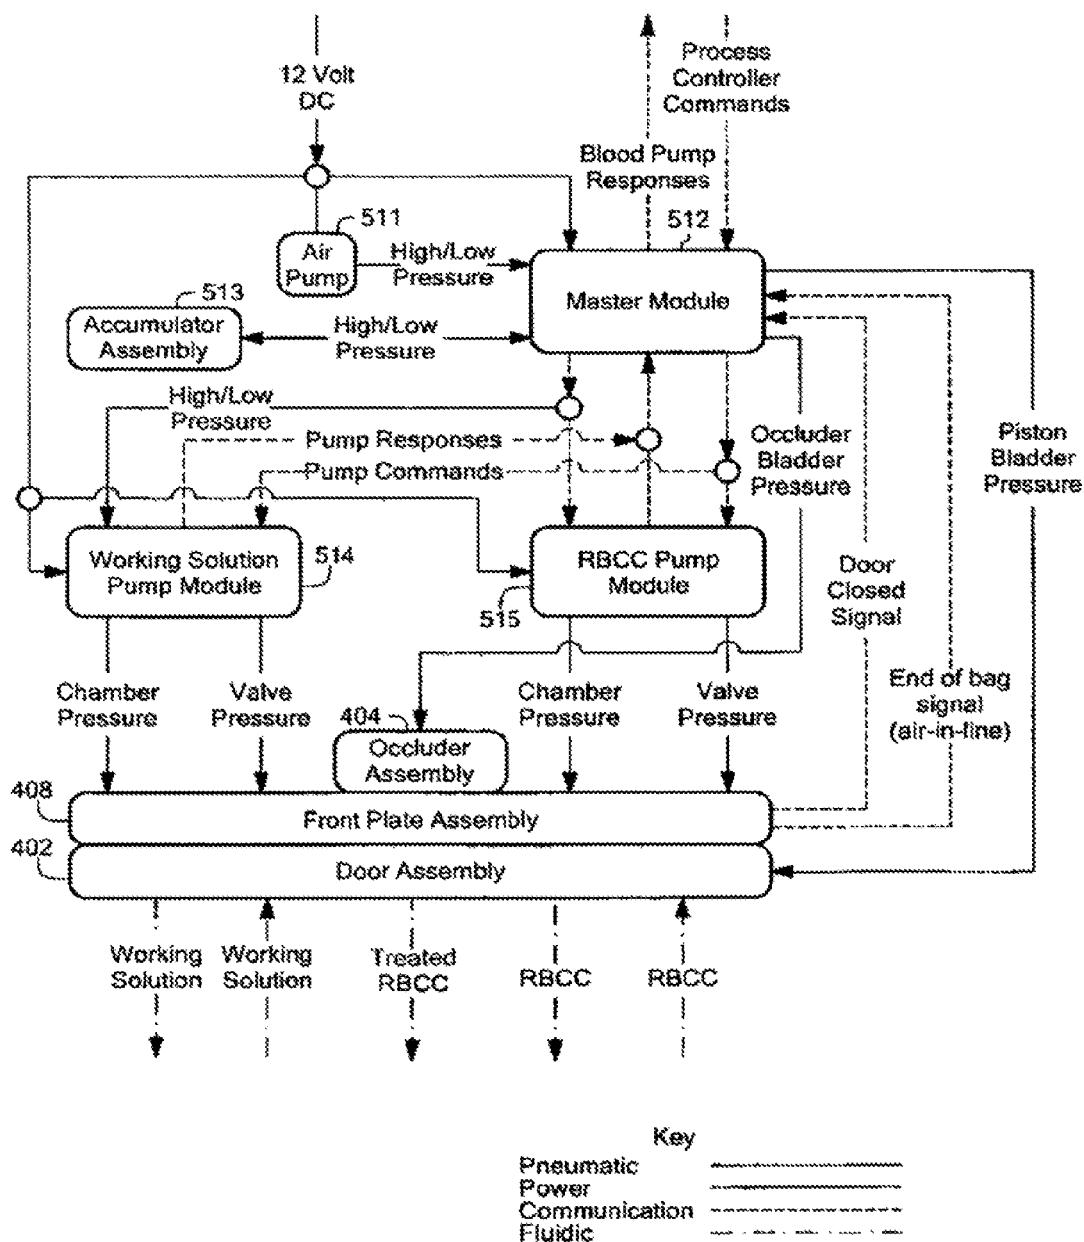 12 Volt
DC
Process
Controller
Commands
Blood Pump
Responses
511
512
Air
Pump
High/Low
Pressure
Master Module
513
Accumulator
Assembly
High/Low
Pressure
High/Low
Pressure
Pump Responses
Pump Commands
Occluder
Bladder
Pressure
Piston
Bladder
Pressure
Working Solution
Pump Module
514
RBCC Pump
Module
515
Door
Closed
Signal
Chamber
Pressure
Valve
Pressure
404
Occluder
Assembly
Chamber
Pressure
Valve
Pressure
End of bag
signal
(air-in-line)
408
Front Plate Assembly
402
Door Assembly
Working
Solution
Working
Solution
Treated
RBCC
RBCC
RBCC
Key
Pneumatic
Power
Communication
Fluidic